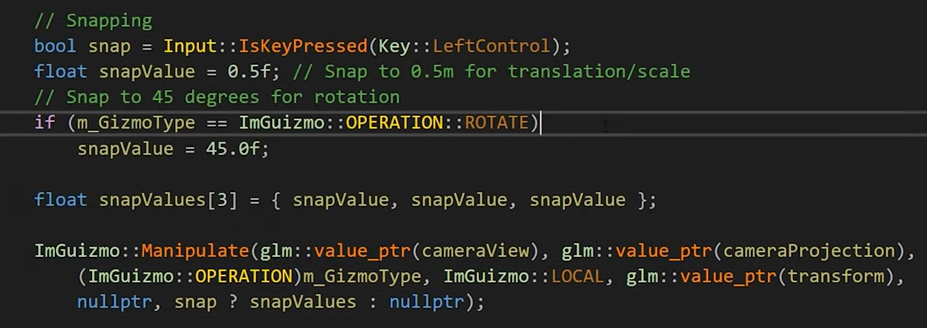 // Snapping
bool snap = Input::IsKeyPressed(Key::LeftControl);
float snapValue = 0.5f; // Snap to 0.5m for translation/scale
// Snap to 45 degrees for rotation
if (m_GizmoType == ImGuizmo::OPERATION::ROTATE)
snapValue = 45.0f;
float snapValues[3] = { snapValue, snapValue, snapValue };
ImGuizmo::Manipulate(glm::value_ptr(cameraView), glm::value_ptr(cameraProjection),
(ImGuizmo::OPERATION)m_GizmoType, ImGuizmo::LOCAL, glm::value_ptr(transform),
nullptr, snap ? snapValues : nullptr);